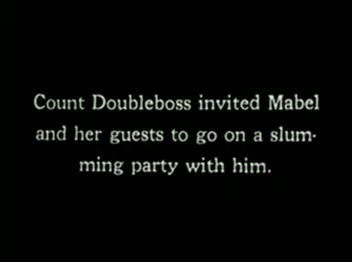 Count Doubleboss invited Mabel
and her guests to go on a slum-
ming party with him.